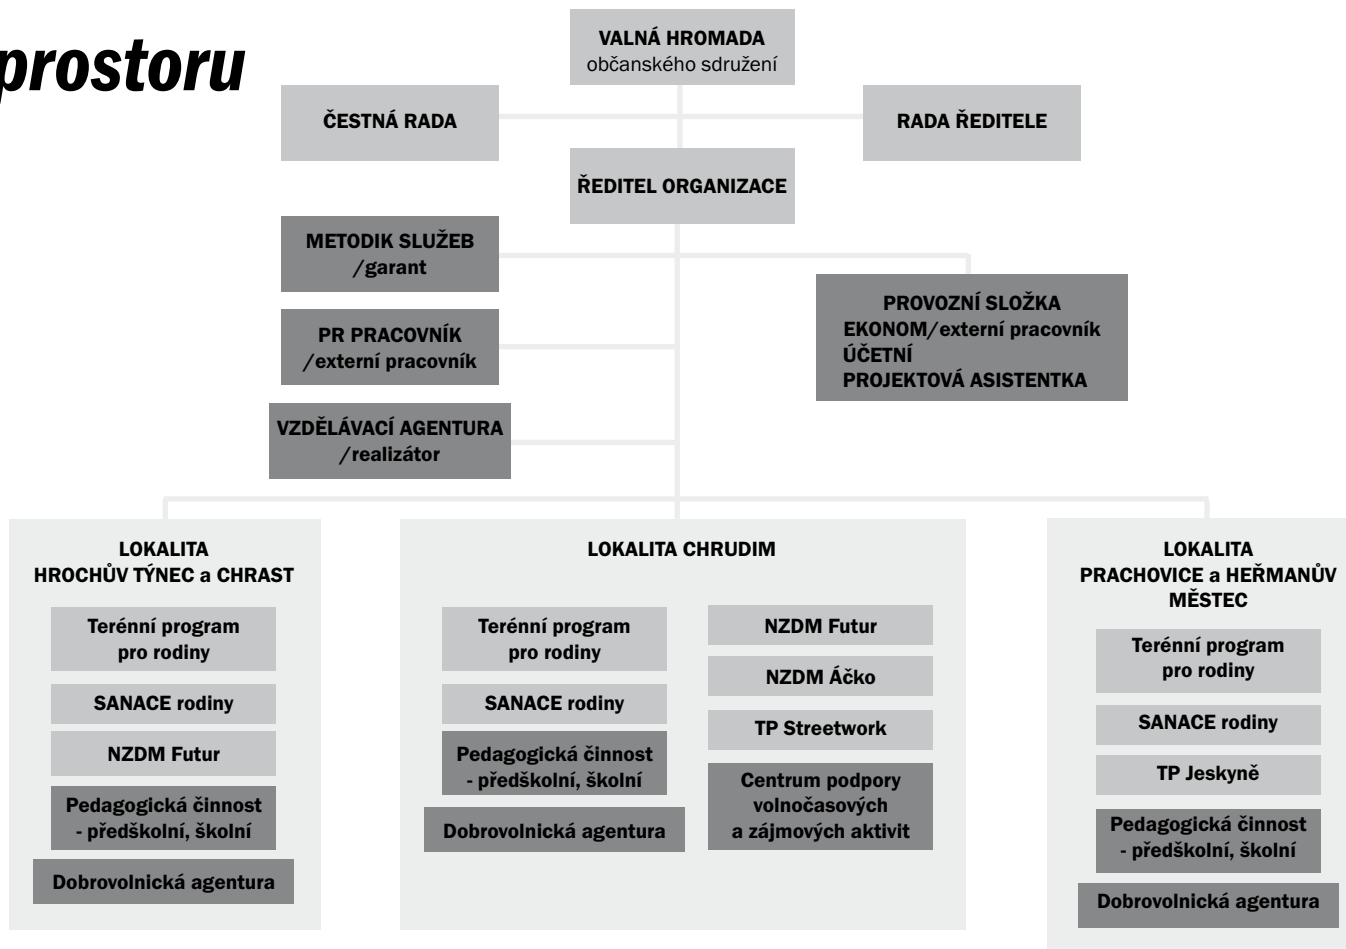 prostoru
VALNÁ HROMADA
občanského sdružení
ČESTNÁ RADA
RADA ŘEDITELE
ŘEDITEL ORGANIZACE
METODIK SLUŽEB
/garant
PROVOZNÍ SLOŽKA
EKONOM/externí pracovník
ÚČETNÍ
PROJEKTOVÁ ASISTENTKA
PR PRACOVNÍK
/externí pracovník
VZDĚLÁVACÍ AGENTURA
/realizátor
LOKALITA
HROCHŮV TÝNEC a CHRAST
Terénní program
pro rodiny
SANACE rodiny
NZDM Futur
Pedagogická činnost
- předškolní, školní
Dobrovolnická agentura
LOKALITA CHRUDIM
Terénní program
pro rodiny
SANACE rodiny
Pedagogická činnost
- předškolní, školní
Dobrovolnická agentura
NZDM Futur
NZDM Áčko
TP Streetwork
Centrum podpory
volnočasových
a zájmových aktivit
LOKALITA
PRACHOVICE a HEŘMANŮV
MĚSTEC
Terénní program
pro rodiny
SANACE rodiny
TP Jeskyně
Pedagogická činnost
- předškolní, školní
Dobrovolnická agentura